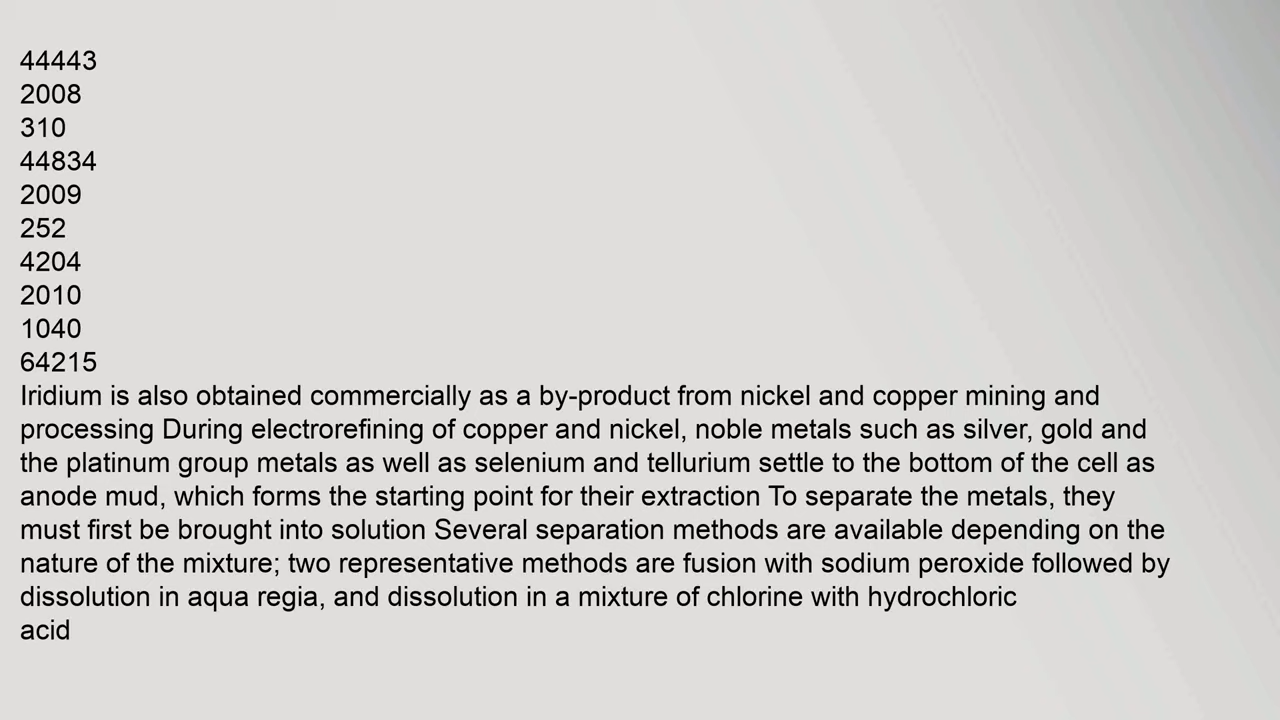 44443
2008
310
44834
2009
252
4204
2010
1040
64215
Iridium is also obtained commercially as a by-product from nickel and copper mining and
processing During electrorefining of copper and nickel, noble metals such as silver, gold and
the platinum group metals as well as selenium and tellurium settle to the bottom of the cell as
anode mud, which forms the starting point for their extraction To separate the metals, they
must first be brought into solution Several separation methods are available depending on the
nature of the mixture; two representative methods are fusion with sodium peroxide followed by
dissolution in aqua regia, and dissolution in a mixture of chlorine with hydrochloric
acid